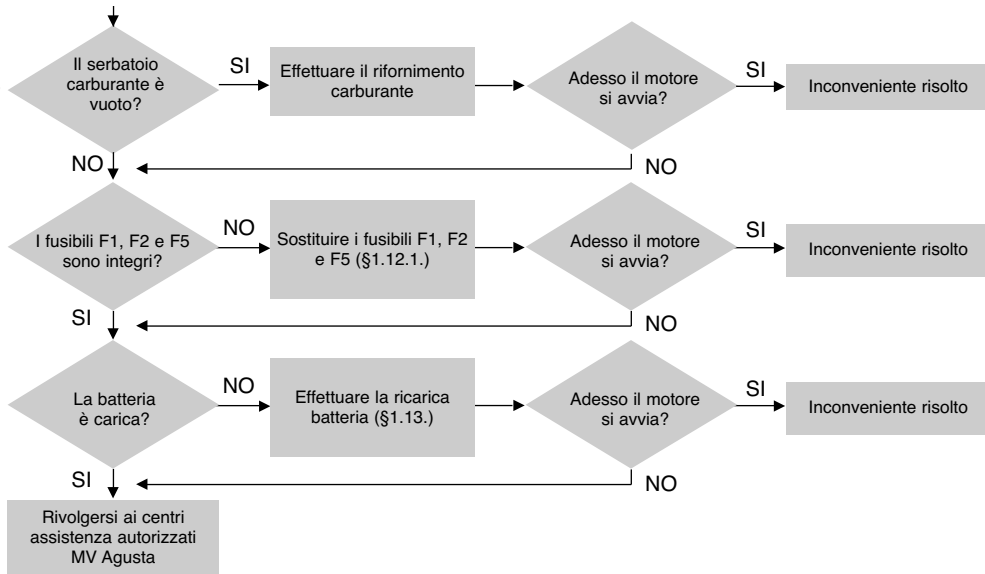 Il serbatoio
carburante è
vuoto?
SI
Effettuare il rifornimento
carburante
Adesso il motore
si avvia?
SI
Inconveniente risolto
NO
NO
I fusibili F1, F2 e F5
sono integri?
NO
Sostituire i fusibili F1, F2
e F5 (§1.12.1.)
Adesso il motore
si avvia?
SI
Inconveniente risolto
SI
NO
La batteria
è carica?
NO
Effettuare la ricarica
batteria (§1.13.)
Adesso il motore
si avvia?
SI
Inconveniente risolto
SI
NO
Rivolgersi ai centri
assistenza autorizzati
MV Agusta